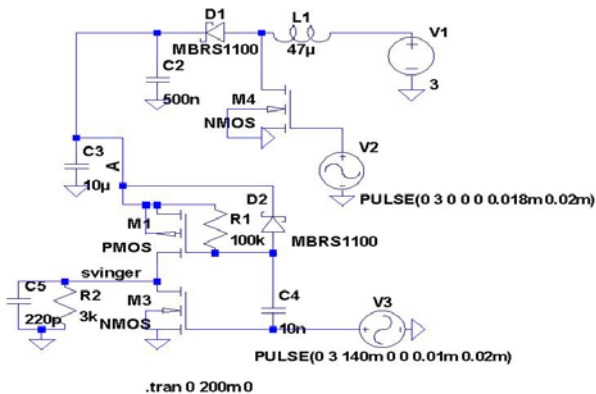 D1
MBRS1100
L1
47µ
V1
3
C2
500n
M4
NMOS
V2
PULSE(0 3 0 0 0 0.018m 0.02m)
C3
10µ
A
M1
PMOS
R1
100k
D2
MBRS1100
svinger
C5
220p
R2
3k
M3
NMOS
C4
10n
V3
PULSE(0 3 140m 0 0 0.01m 0.02m)
.tran 0 200m 0